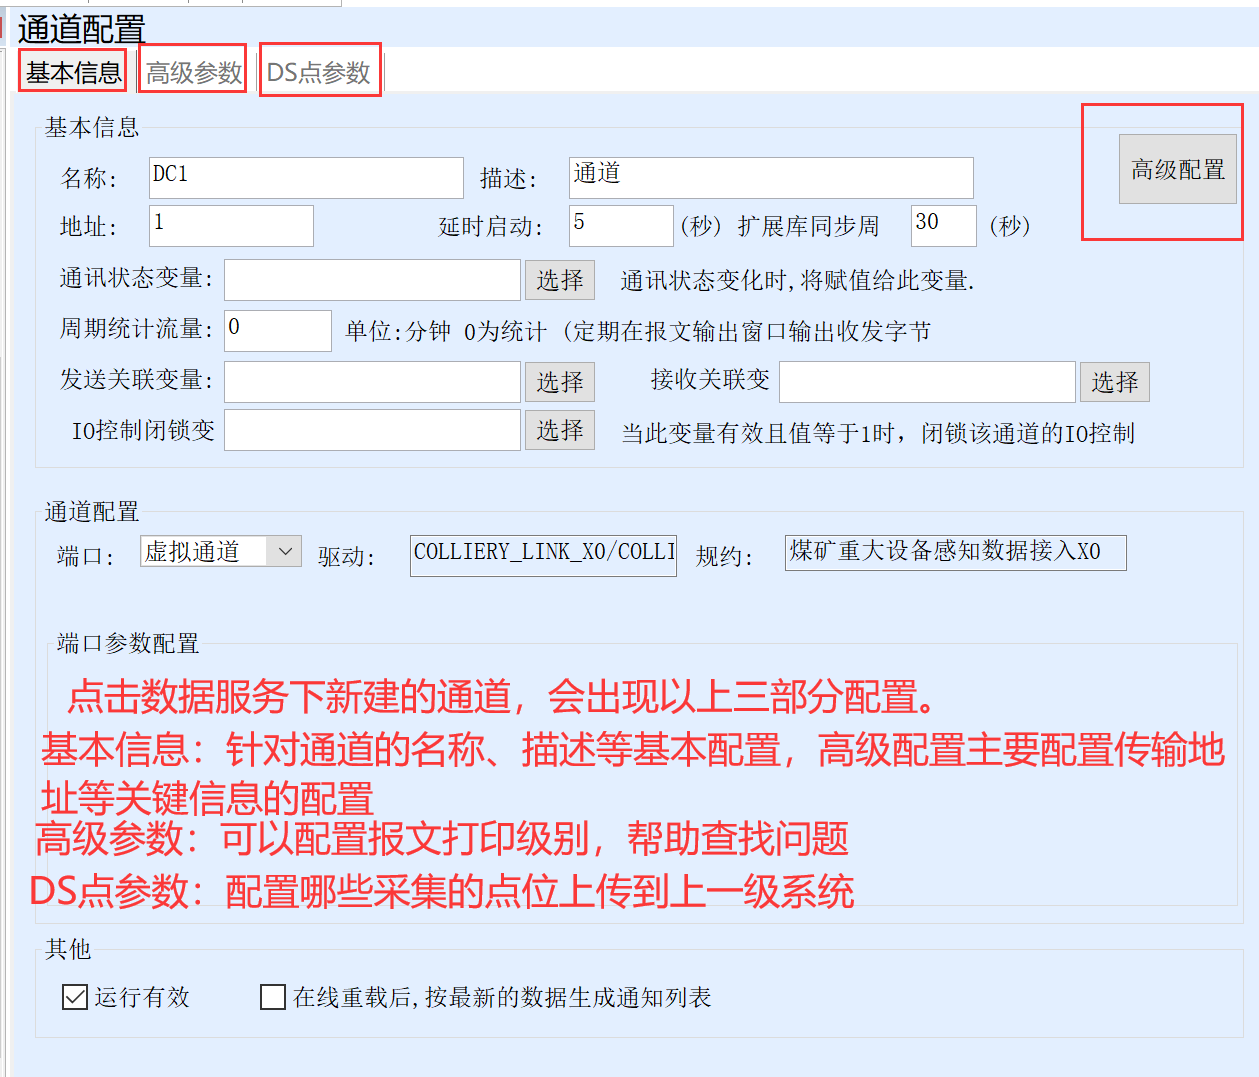 通道配置
基本信息 高级参数 DS点参数
基本信息
高级配置
名称: DC1 描述: 通道
地址: 1 延时启动: 5 (秒) 扩展库同步周 30 (秒)
通讯状态变量: 选择 通讯状态变化时,将赋值给此变量.
周期统计流量: 0 单位:分钟 0为统计 (定期在报文输出窗口输出收发字节
发送关联变量: 选择 接收关联变 选择
IO控制闭锁变 选择 当此变量有效且值等于1时，闭锁该通道的IO控制
通道配置
端口: 虚拟通道 驱动: COLLIERY_LINK_XO/COLLI 规约: 煤矿重大设备感知数据接入XO
端口参数配置
点击数据服务下新建的通道，会出现以上三部分配置。
基本信息：针对通道的名称、描述等基本配置，高级配置主要配置传输地
址等关键信息的配置
高级参数：可以配置报文打印级别，帮助查找问题
DS点参数：配置哪些采集的点位上传到上一级系统
其他
运行有效 在线重载后,按最新的数据生成通知列表